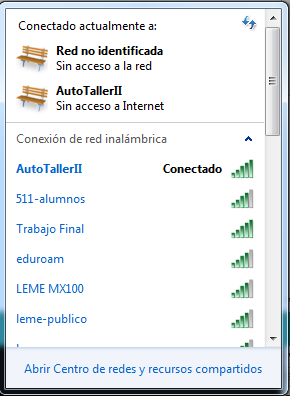 Conectado actualmente a:
Red no identificada
Sin acceso a la red
AutoTallerII
Sin acceso a Internet
Conexión de red inalámbrica
AutoTallerII Conectado
511-alumnos
Trabajo Final
eduroam
LEME MX100
leme-publico
Abrir Centro de redes y recursos compartidos